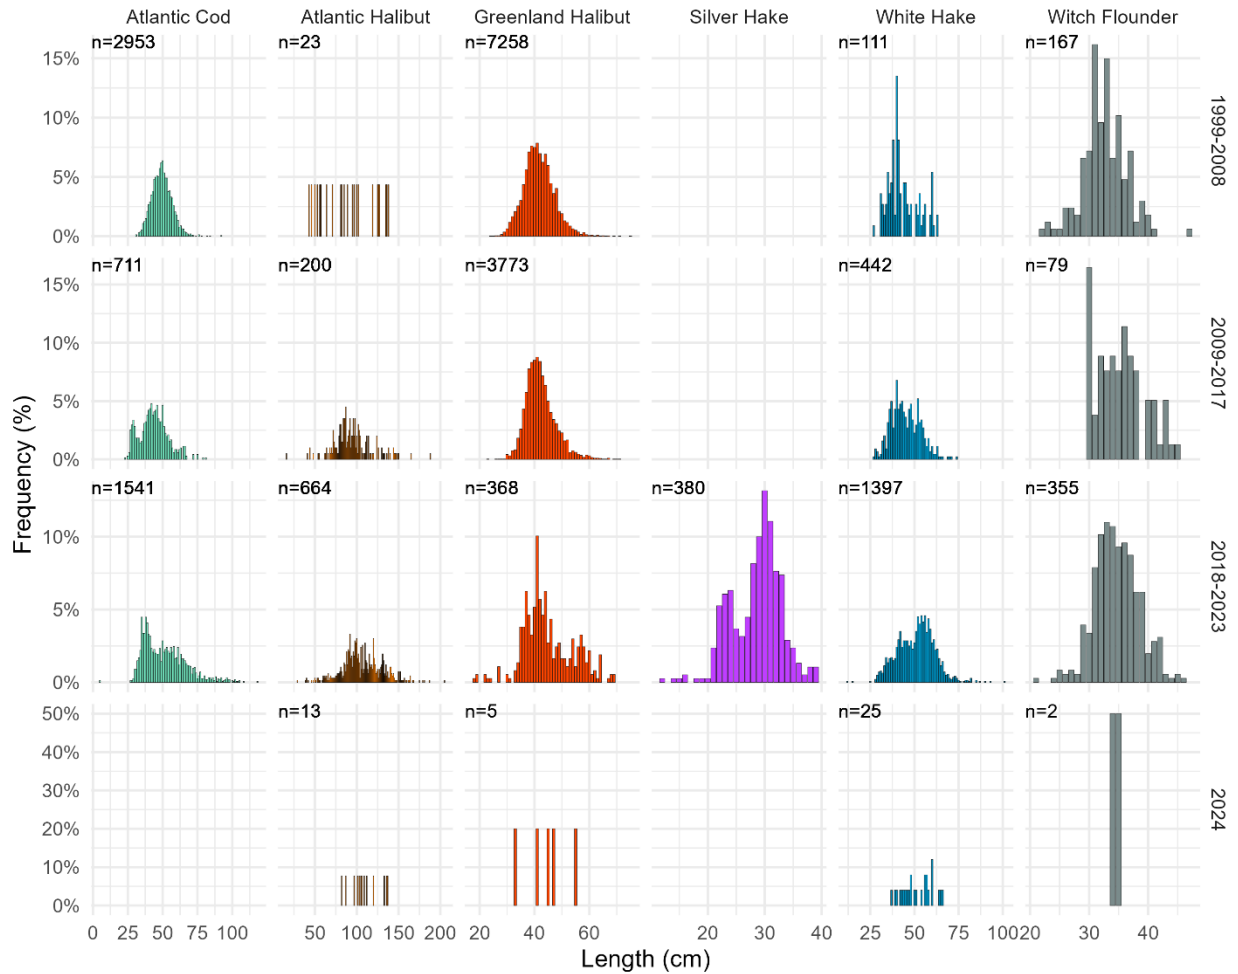 Atlantic Cod Atlantic Halibut Greenland Halibut Silver Hake White Hake Witch Flounder
n=2953 n=23 n=7258 n=111 n=167
15%
10%
5%
0%
1999-2008
n=711 n=200 n=3773 n=442 n=79
15%
10%
5%
0%
2009-2017
n=1541 n=664 n=368 n=380 n=1397 n=355
10%
5%
0%
2018-2023
n=13 n=5 n=25 n=2
50%
40%
30%
20%
10%
0%
2024
Frequency (%)
0 25 50 75 100 50 100 150 200 20 40 60 20 30 40 25 50 75 100 20 30 40
Length (cm)